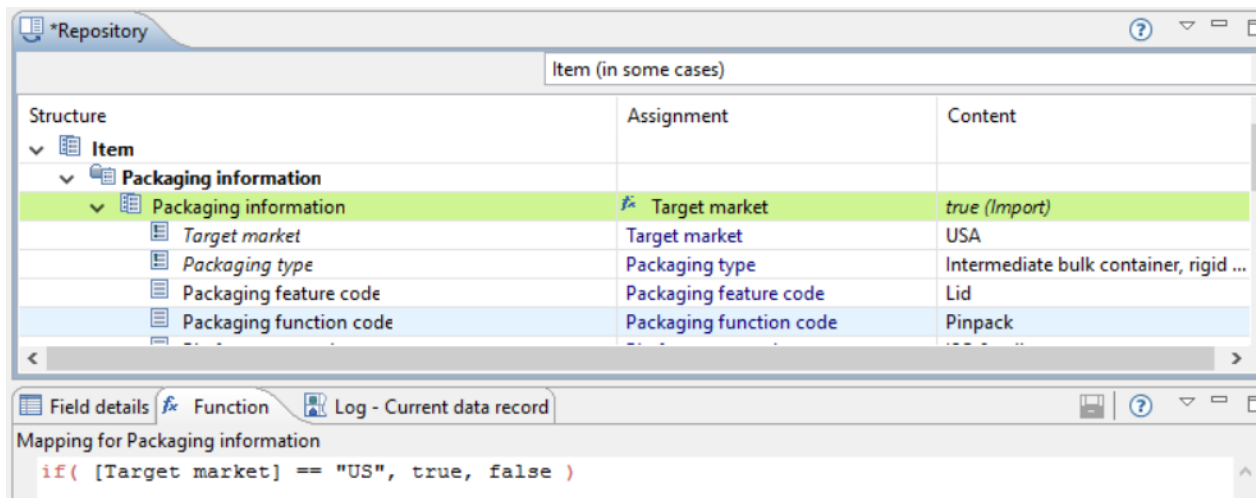 *Repository
Item (in some cases)
Structure Assignment Content
Item
Packaging information
Packaging information fx Target market true (Import)
Target market Target market USA
Packaging type Packaging type Intermediate bulk container, rigid ...
Packaging feature code Packaging feature code Lid
Packaging function code Packaging function code Pinpack
Field details fx Function Log - Current data record
Mapping for Packaging information
if( [Target market] == "US", true, false )